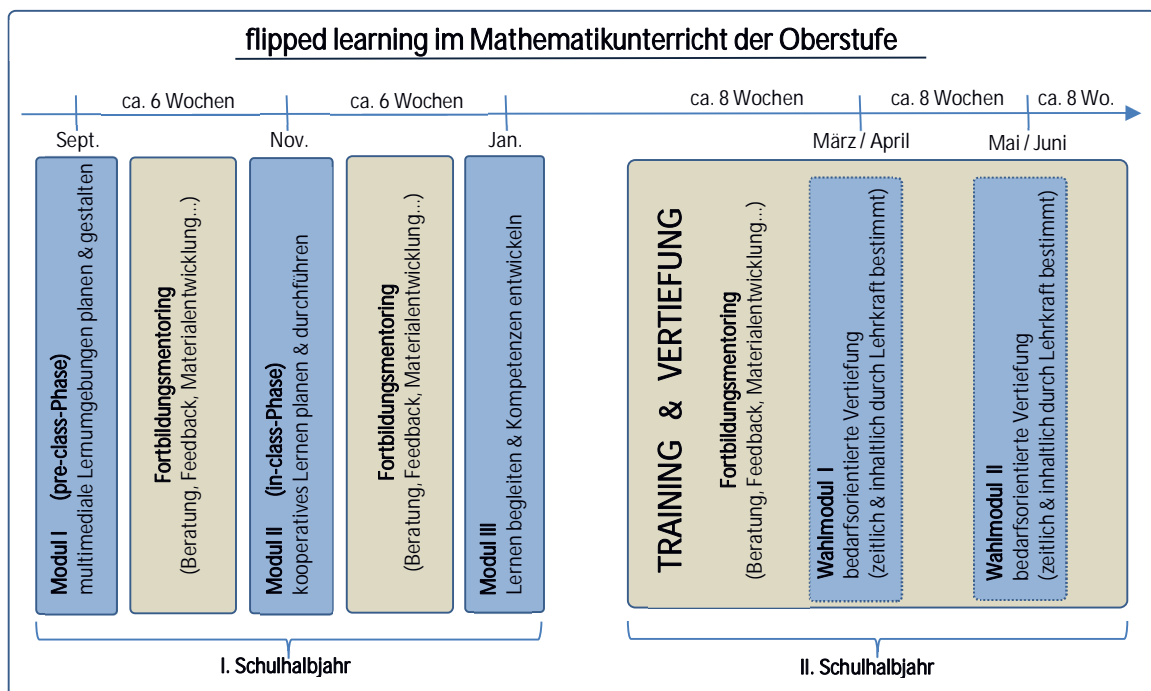 flipped learning im Mathematikunterricht der Oberstufe
ca. 6 Wochen
ca. 6 Wochen
ca. 8 Wochen
ca. 8 Wochen
ca. 8 Wo.
Sept.
Nov.
Jan.
März / April
Mai / Juni
Modul I (pre-class-Phase)
multimediale Lernumgebungen planen & gestalten
Fortbildungsmentoring
(Beratung, Feedback, Materialentwicklung...)
Modul II (in-class-Phase)
kooperatives Lernen planen & durchführen
Fortbildungsmentoring
(Beratung, Feedback, Materialentwicklung...)
Modul III
Lernen begleiten & Kompetenzen entwickeln
TRAINING & VERTIEFUNG
Fortbildungsmentoring
(Beratung, Feedback, Materialentwicklung...)
Wahlmodul I
bedarfsorientierte Vertiefung
(zeitlich & inhaltlich durch Lehrkraft bestimmt)
Wahlmodul II
bedarfsorientierte Vertiefung
(zeitlich & inhaltlich durch Lehrkraft bestimmt)
I. Schulhalbjahr
II. Schulhalbjahr